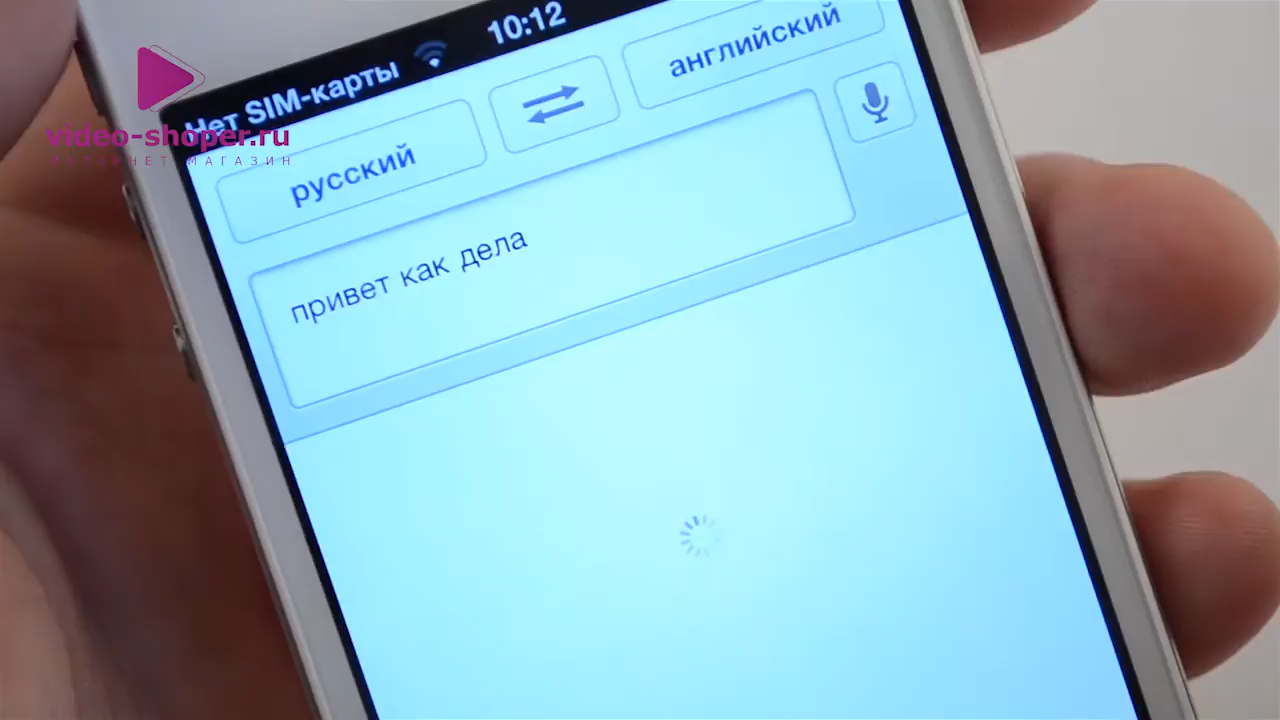 Нет SIM-карты 10:12
video-shoper.ru
ИНТЕРНЕТ МАГАЗИН
русский английский
привет как дела